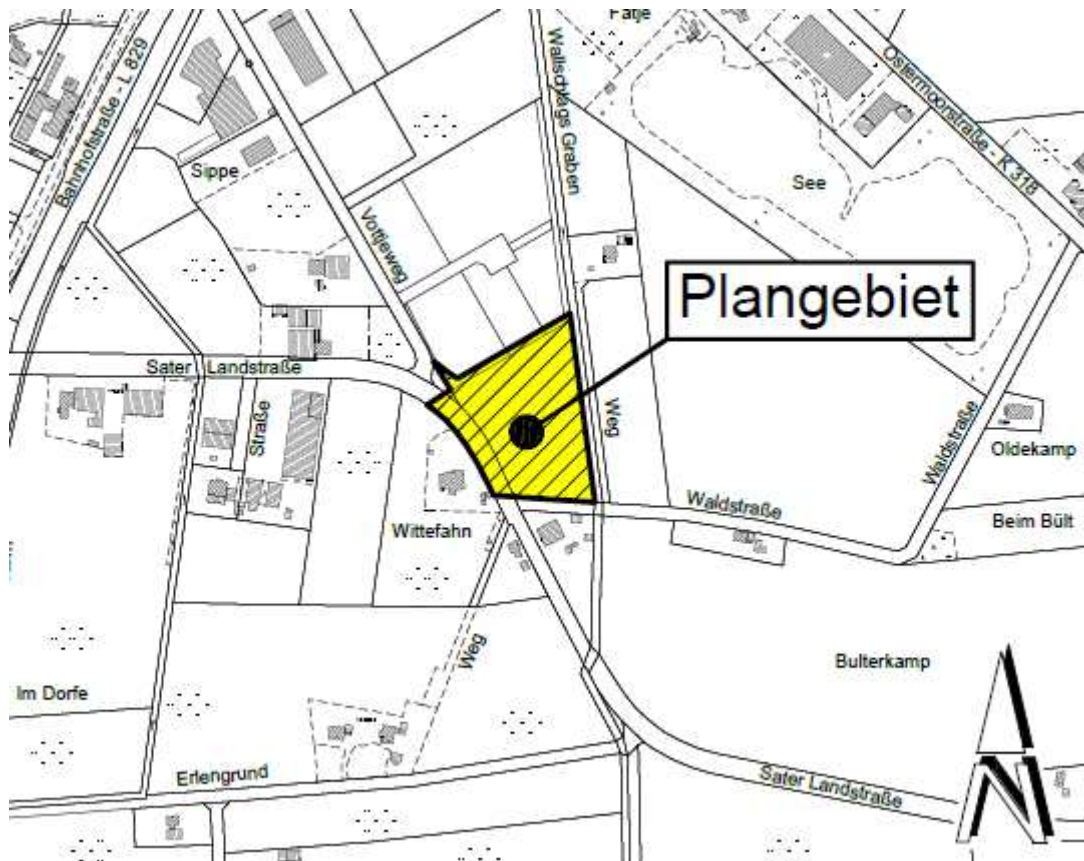 Fatje
Bahnhofstraße - L 829
Wallschlags Graben
Ostermoorstraße - K 318
Sippe
See
Vottjeweg
Plangebiet
Sater Landstraße
Straße
Weg
Waldstraße
Oldekamp
Waldstraße
Wittefahn
Beim Bült
Weg
Bulterkamp
Im Dorfe
Erlengrund
Sater Landstraße
N